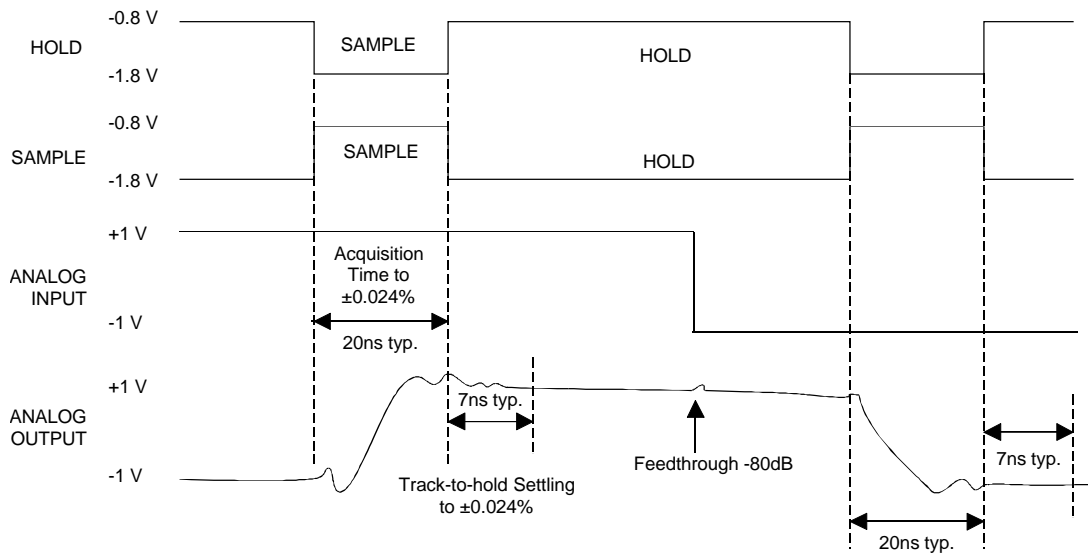 -0.8 V
HOLD
SAMPLE
HOLD
-1.8 V
-0.8 V
SAMPLE
SAMPLE
HOLD
-1.8 V
+1 V
ANALOG
INPUT
Acquisition
Time to
±0.024%
-1 V
20ns typ.
+1 V
ANALOG
OUTPUT
7ns typ.
-1 V
Track-to-hold Settling
to ±0.024%
Feedthrough -80dB
7ns typ.
20ns typ.